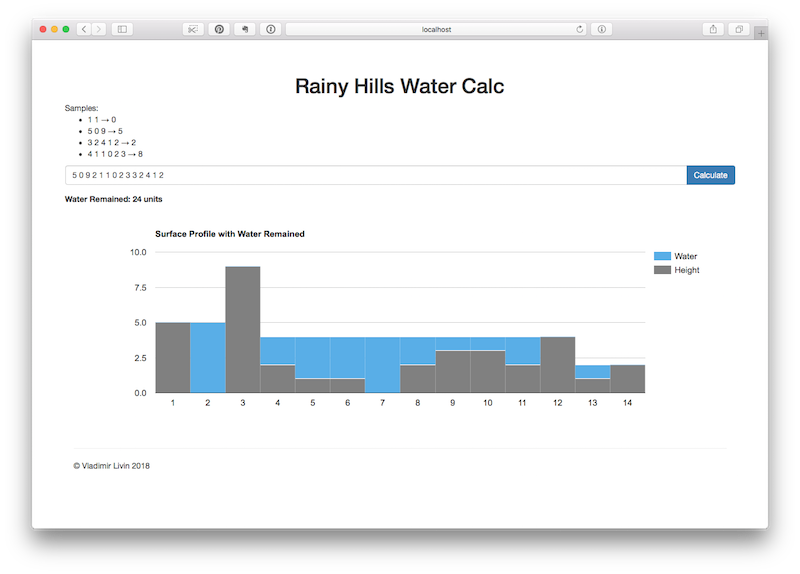 localhost
Rainy Hills Water Calc
Samples:
• 1 1 → 0
• 5 0 9 → 5
• 3 2 4 1 2 → 2
• 4 1 1 0 2 3 → 8
5 0 9 2 1 1 0 2 3 3 2 4 1 2 Calculate
Water Remained: 24 units
Surface Profile with Water Remained
10.0
7.5
5.0
2.5
0.0
1 2 3 4 5 6 7 8 9 10 11 12 13 14
Water
Height
© Vladimir Livin 2018